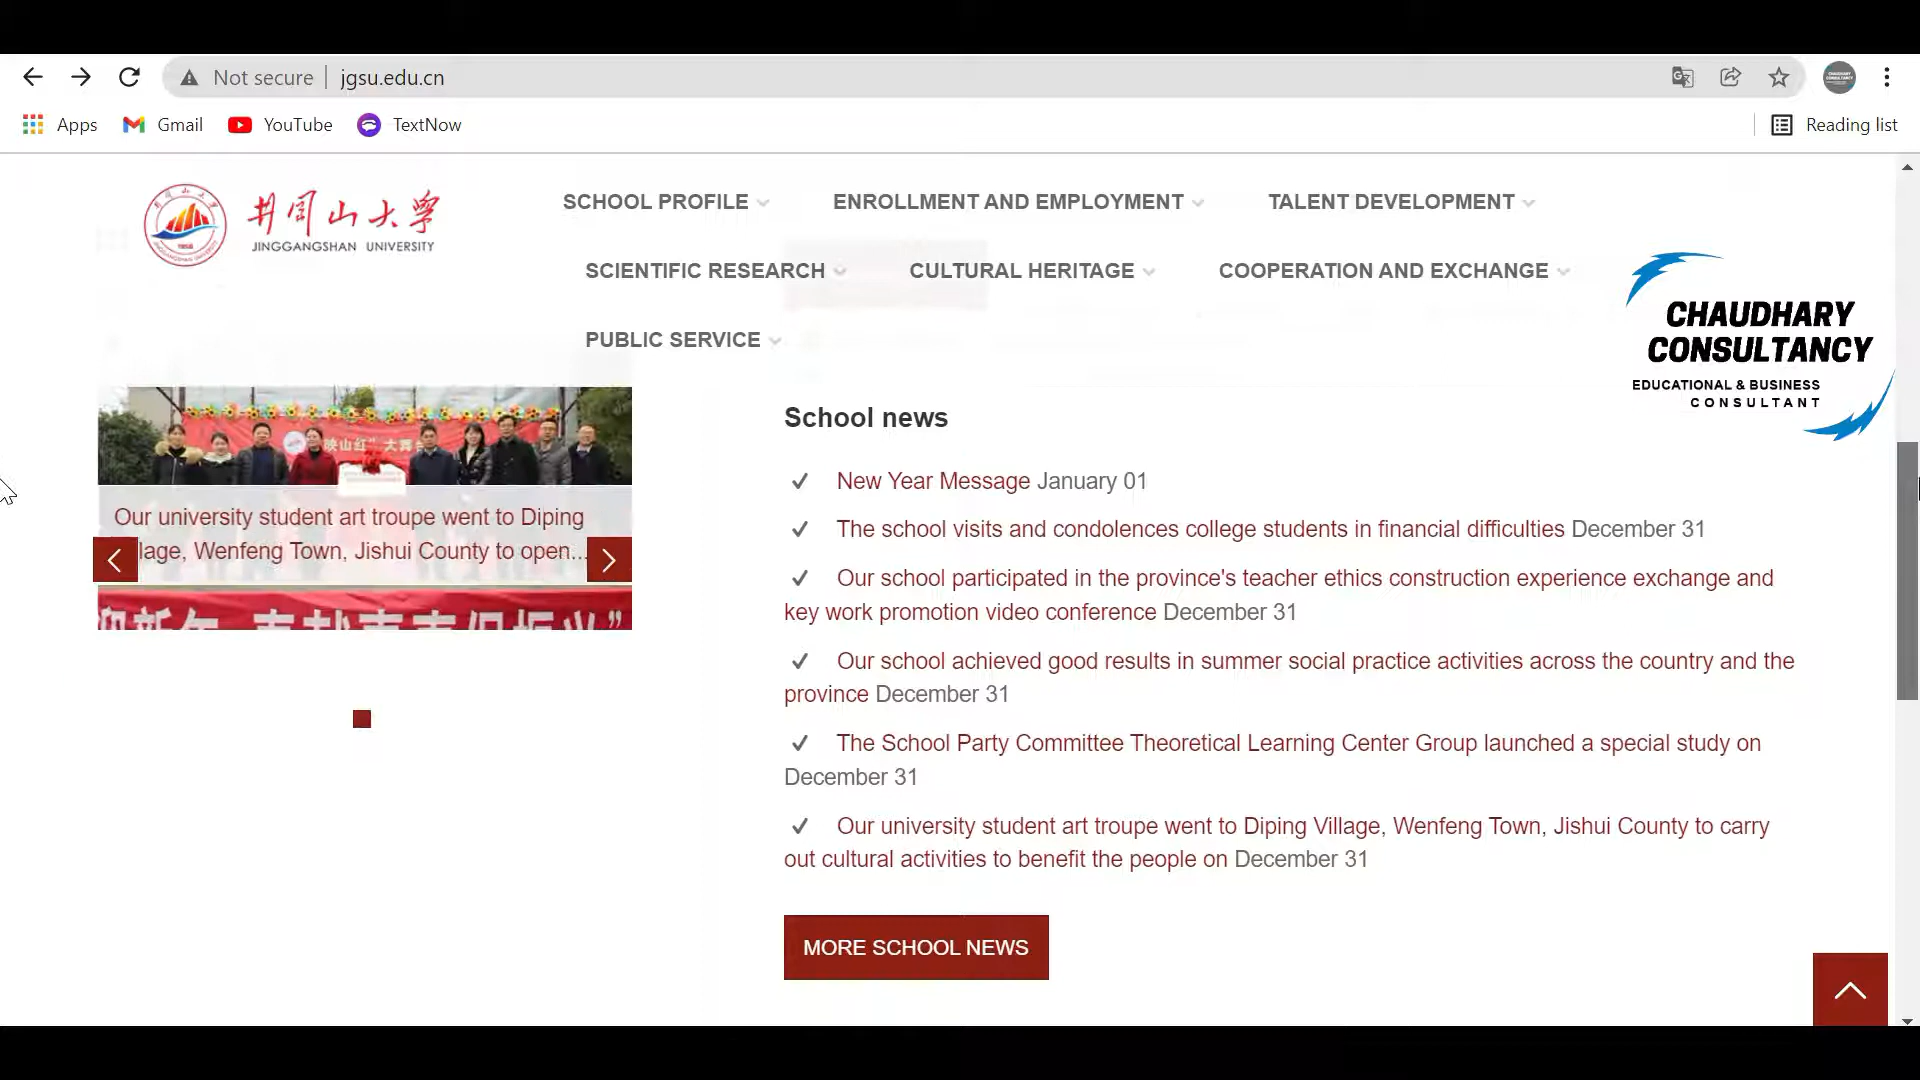 Not secure
jgsu.edu.cn
Apps
Gmail
YouTube
TextNow
Reading list
井冈山大学
JINGGANGSHAN UNIVERSITY
SCHOOL PROFILE
ENROLLMENT AND EMPLOYMENT
TALENT DEVELOPMENT
SCIENTIFIC RESEARCH
CULTURAL HERITAGE
COOPERATION AND EXCHANGE
PUBLIC SERVICE
CHAUDHARY
CONSULTANCY
EDUCATIONAL & BUSINESS
CONSULTANT
映山红”大舞
Our university student art troupe went to Diping
lage, Wenfeng Town, Jishui County to open...
School news
New Year Message January 01
The school visits and condolences college students in financial difficulties December 31
Our school participated in the province's teacher ethics construction experience exchange and
key work promotion video conference December 31
Our school achieved good results in summer social practice activities across the country and the
province December 31
The School Party Committee Theoretical Learning Center Group launched a special study on
December 31
Our university student art troupe went to Diping Village, Wenfeng Town, Jishui County to carry
out cultural activities to benefit the people on December 31
MORE SCHOOL NEWS